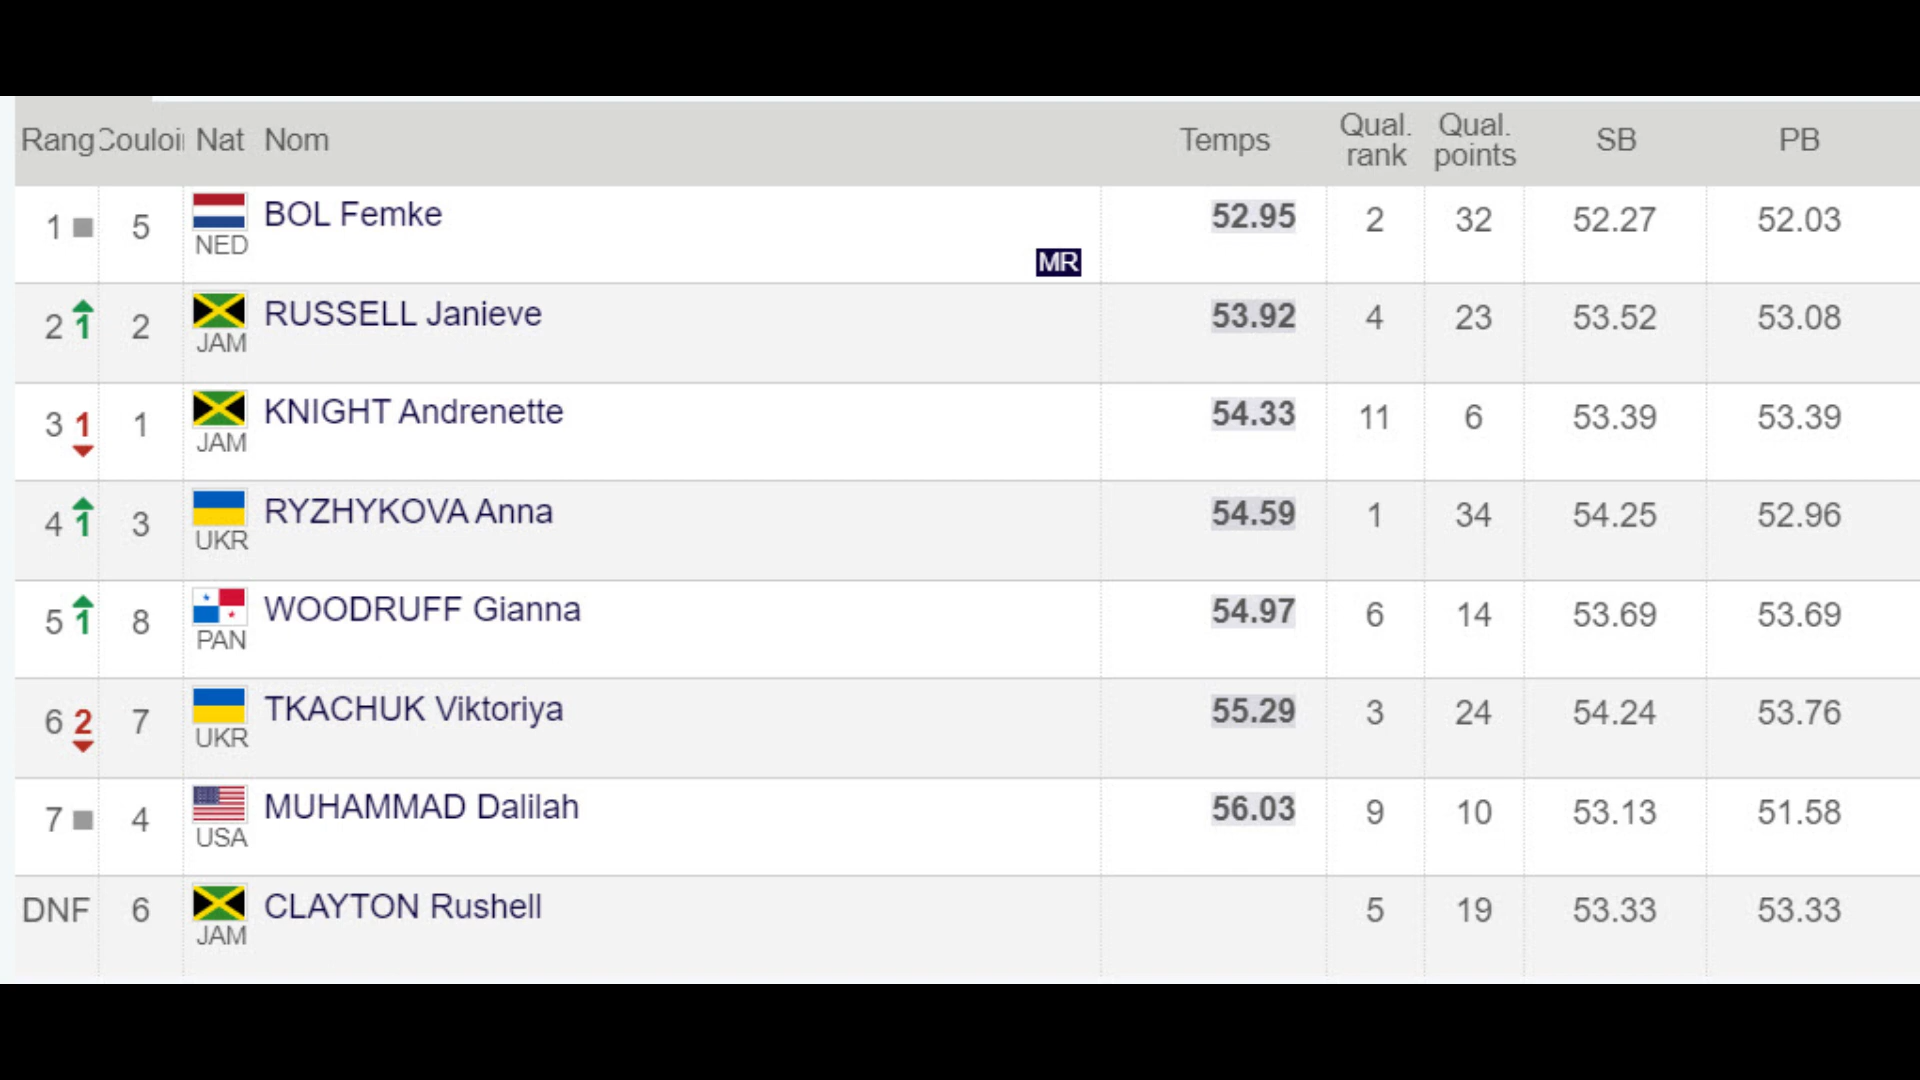 Rang Couloir Nat Nom Temps Qual. rank Qual. points SB PB
1 5 NED BOL Femke MR 52.95 2 32 52.27 52.03
2 1 2 JAM RUSSELL Janieve 53.92 4 23 53.52 53.08
3 1 1 JAM KNIGHT Andrenette 54.33 11 6 53.39 53.39
4 1 3 UKR RYZHYKOVA Anna 54.59 1 34 54.25 52.96
5 1 8 PAN WOODRUFF Gianna 54.97 6 14 53.69 53.69
6 2 7 UKR TKACHUK Viktoriya 55.29 3 24 54.24 53.76
7 4 USA MUHAMMAD Dalilah 56.03 9 10 53.13 51.58
DNF 6 JAM CLAYTON Rushell 5 19 53.33 53.33